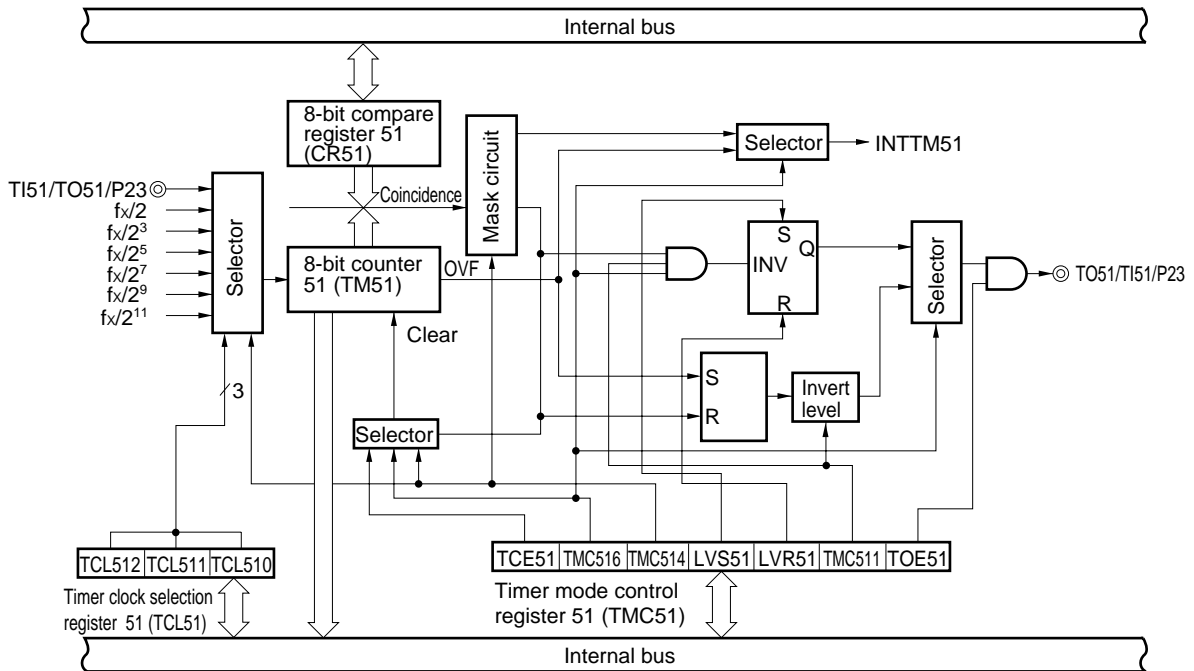 Internal bus
8-bit compare
register 51
(CR51)
Mask circuit
Selector
INTTM51
TI51/TO51/P23
Coincidence
fx/2
fx/2³
fx/2⁵
fx/2⁷
fx/2⁹
fx/2¹¹
Selector
8-bit counter
51 (TM51)
OVF
Clear
S
Q
INV
R
Selector
TO51/TI51/P23
3
S
R
Invert
level
Selector
TCL512 TCL511 TCL510
TCE51 TMC516 TMC514 LVS51 LVR51 TMC511 TOE51
Timer clock selection
register 51 (TCL51)
Timer mode control
register 51 (TMC51)
Internal bus